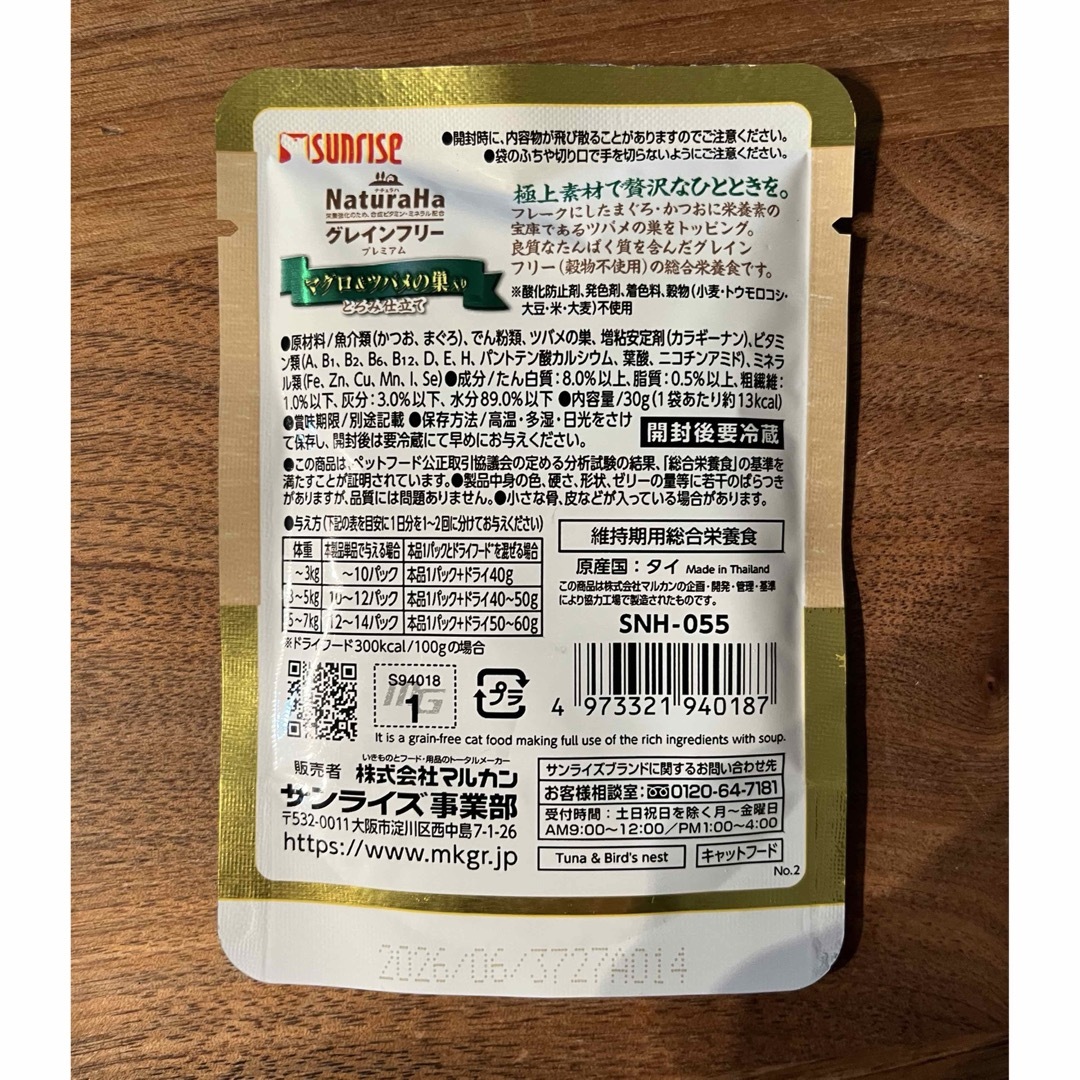 SUNRISE
●開封時に、内容物が飛び散ることがありますのでご注意ください。
●袋のふちや切り口で手を切らないようにご注意ください。
ナチュラハ
NaturaHa
栄養強化のため、合成ビタミン・ミネラル配合
グレインフリー
プレミアム
マグロ&ツバメの巣入り
とろみ仕立て
極上素材で贅沢なひとときを。
フレークにしたまぐろ・かつおに栄養素の
宝庫であるツバメの巣をトッピング。
良質なたんぱく質を含んだグレイン
フリー(穀物不使用)の総合栄養食です。
※酸化防止剤、発色剤、着色料、穀物(小麦・トウモロコシ・
大豆・米・大麦)不使用
●原材料/魚介類(かつお、まぐろ)、でん粉類、ツバメの巣、増粘安定剤(カラギーナン)、ビタミ
ン類(A, B₁, B₂, B₆, B₁₂, D, E, H, パントテン酸カルシウム、葉酸、ニコチンアミド)、ミネラ
ル類(Fe, Zn, Cu, Mn, I, Se)●成分/たん白質:8.0%以上、脂質:0.5%以上、粗繊維:
1.0%以下、灰分:3.0%以下、水分89.0%以下 ●内容量/30g(1袋あたり約13kcal)
●賞味期限/別途記載 ●保存方法/高温・多湿・日光をさけ
て保存し、開封後は要冷蔵にて早めにお与えください。
開封後要冷蔵
●この商品は、ペットフード公正取引協議会の定める分析試験の結果、「総合栄養食」の基準を
満たすことが証明されています。●製品中身の色、硬さ、形状、ゼリーの量等に若干のばらつき
がありますが、品質には問題ありません。●小さな骨、皮などが入っている場合があります。
●与え方(下記の表を目安に1日分を1~2回に分けてお与えください)
体重 本製品単品で与える場合 本品1パックとドライフード※を混ぜる場合
~3kg ~10パック 本品1パック+ドライ40g
3~5kg 10~12パック 本品1パック+ドライ40~50g
5~7kg 12~14パック 本品1パック+ドライ50~60g
※ドライフード300kcal/100gの場合
維持期用総合栄養食
原産国:タイ Made in Thailand
この商品は株式会社マルカンの企画・開発・管理・基準
により協力工場で製造されたものです。
SNH-055
S94018
MG
1
プラ
4 973321 940187
It is a grain-free cat food making full use of the rich ingredients with soup.
いきものとフード・用品のトータルメーカー
販売者 株式会社マルカン
サンライズ事業部
〒532-0011 大阪市淀川区西中島7-1-26
https://www.mkgr.jp
サンライズブランドに関するお問い合わせ先
お客様相談室:0120-64-7181
受付時間:土日祝日を除く月~金曜日
AM9:00~12:00/PM1:00~4:00
Tuna & Bird's nest
キャットフード
No.2